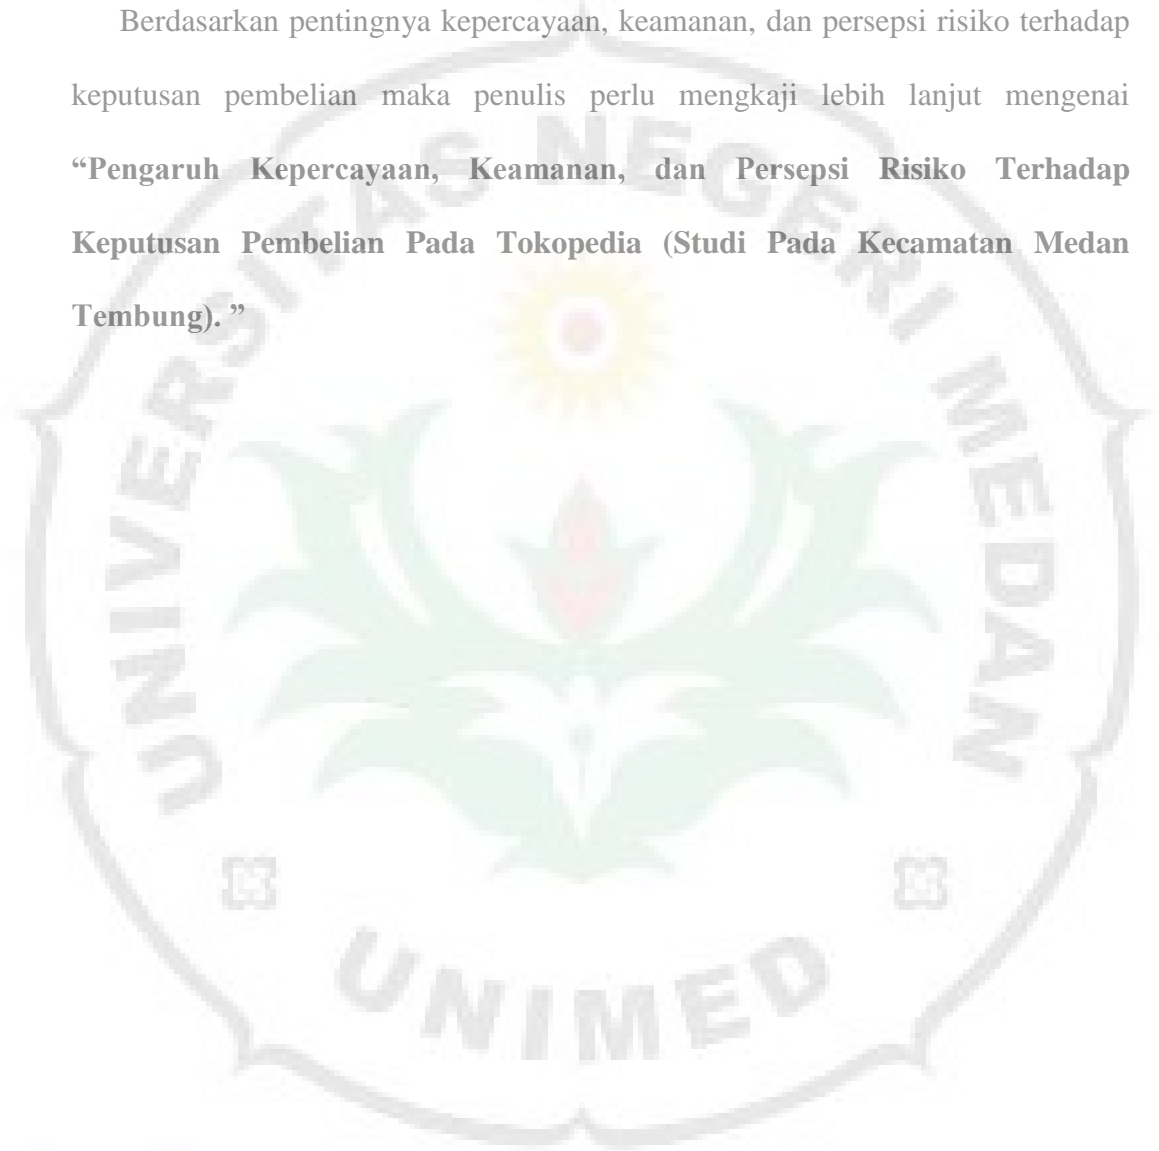 Berdasarkan pentingnya kepercayaan, keamanan, dan persepsi risiko terhadap
keputusan pembelian maka penulis perlu mengkaji lebih lanjut mengenai
“Pengaruh Kepercayaan, Keamanan, dan Persepsi Risiko Terhadap
Keputusan Pembelian Pada Tokopedia (Studi Pada Kecamatan Medan
Tembung). ”
UNIVERSITAS NEGERI MEDAN
UNIMED